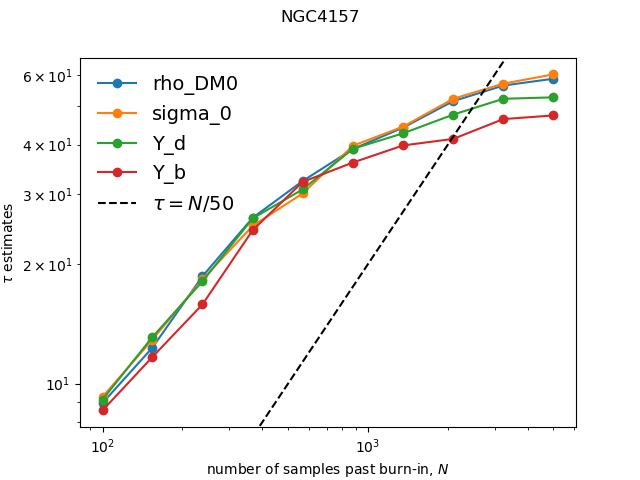 NGC4157
6 × 10¹
4 × 10¹
3 × 10¹
2 × 10¹
10¹
τ estimates
rho_DM0
sigma_0
Y_d
Y_b
τ = N/50
10² 10³
number of samples past burn-in, N